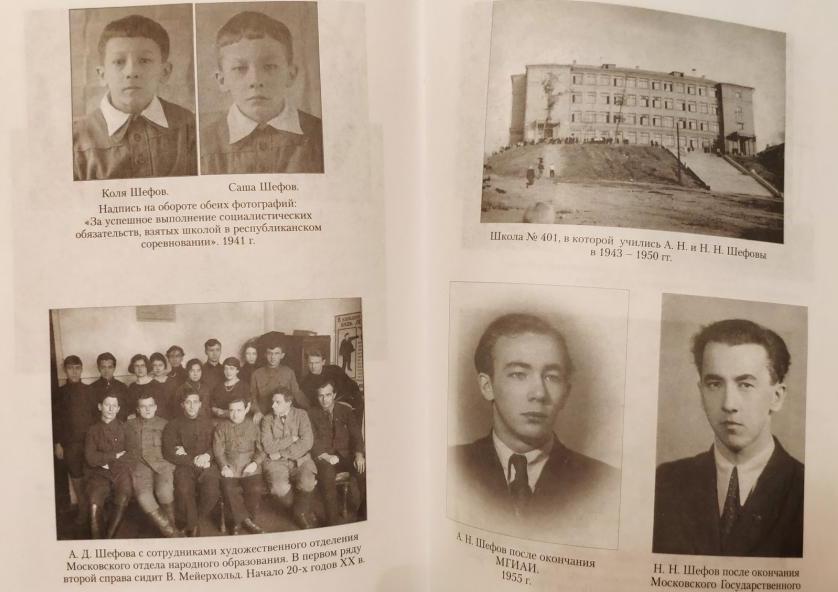 Коля Шефов.
Саша Шефов.
Надпись на обороте обеих фотографий:
«За успешное выполнение социалистических
обязательств, взятых школой в республиканском
соревновании». 1941 г.
А. Д. Шефова с сотрудниками художественного отделения
Московского отдела народного образования. В первом ряду
второй справа сидит В. Мейерхольд. Начало 20-х годов XX в.
Школа № 401, в которой учились А. Н. и Н. Н. Шефовы
в 1943 – 1950 гг.
А. Н. Шефов после окончания
МГИАИ.
1955 г.
Н. Н. Шефов после окончания
Московского Государственного